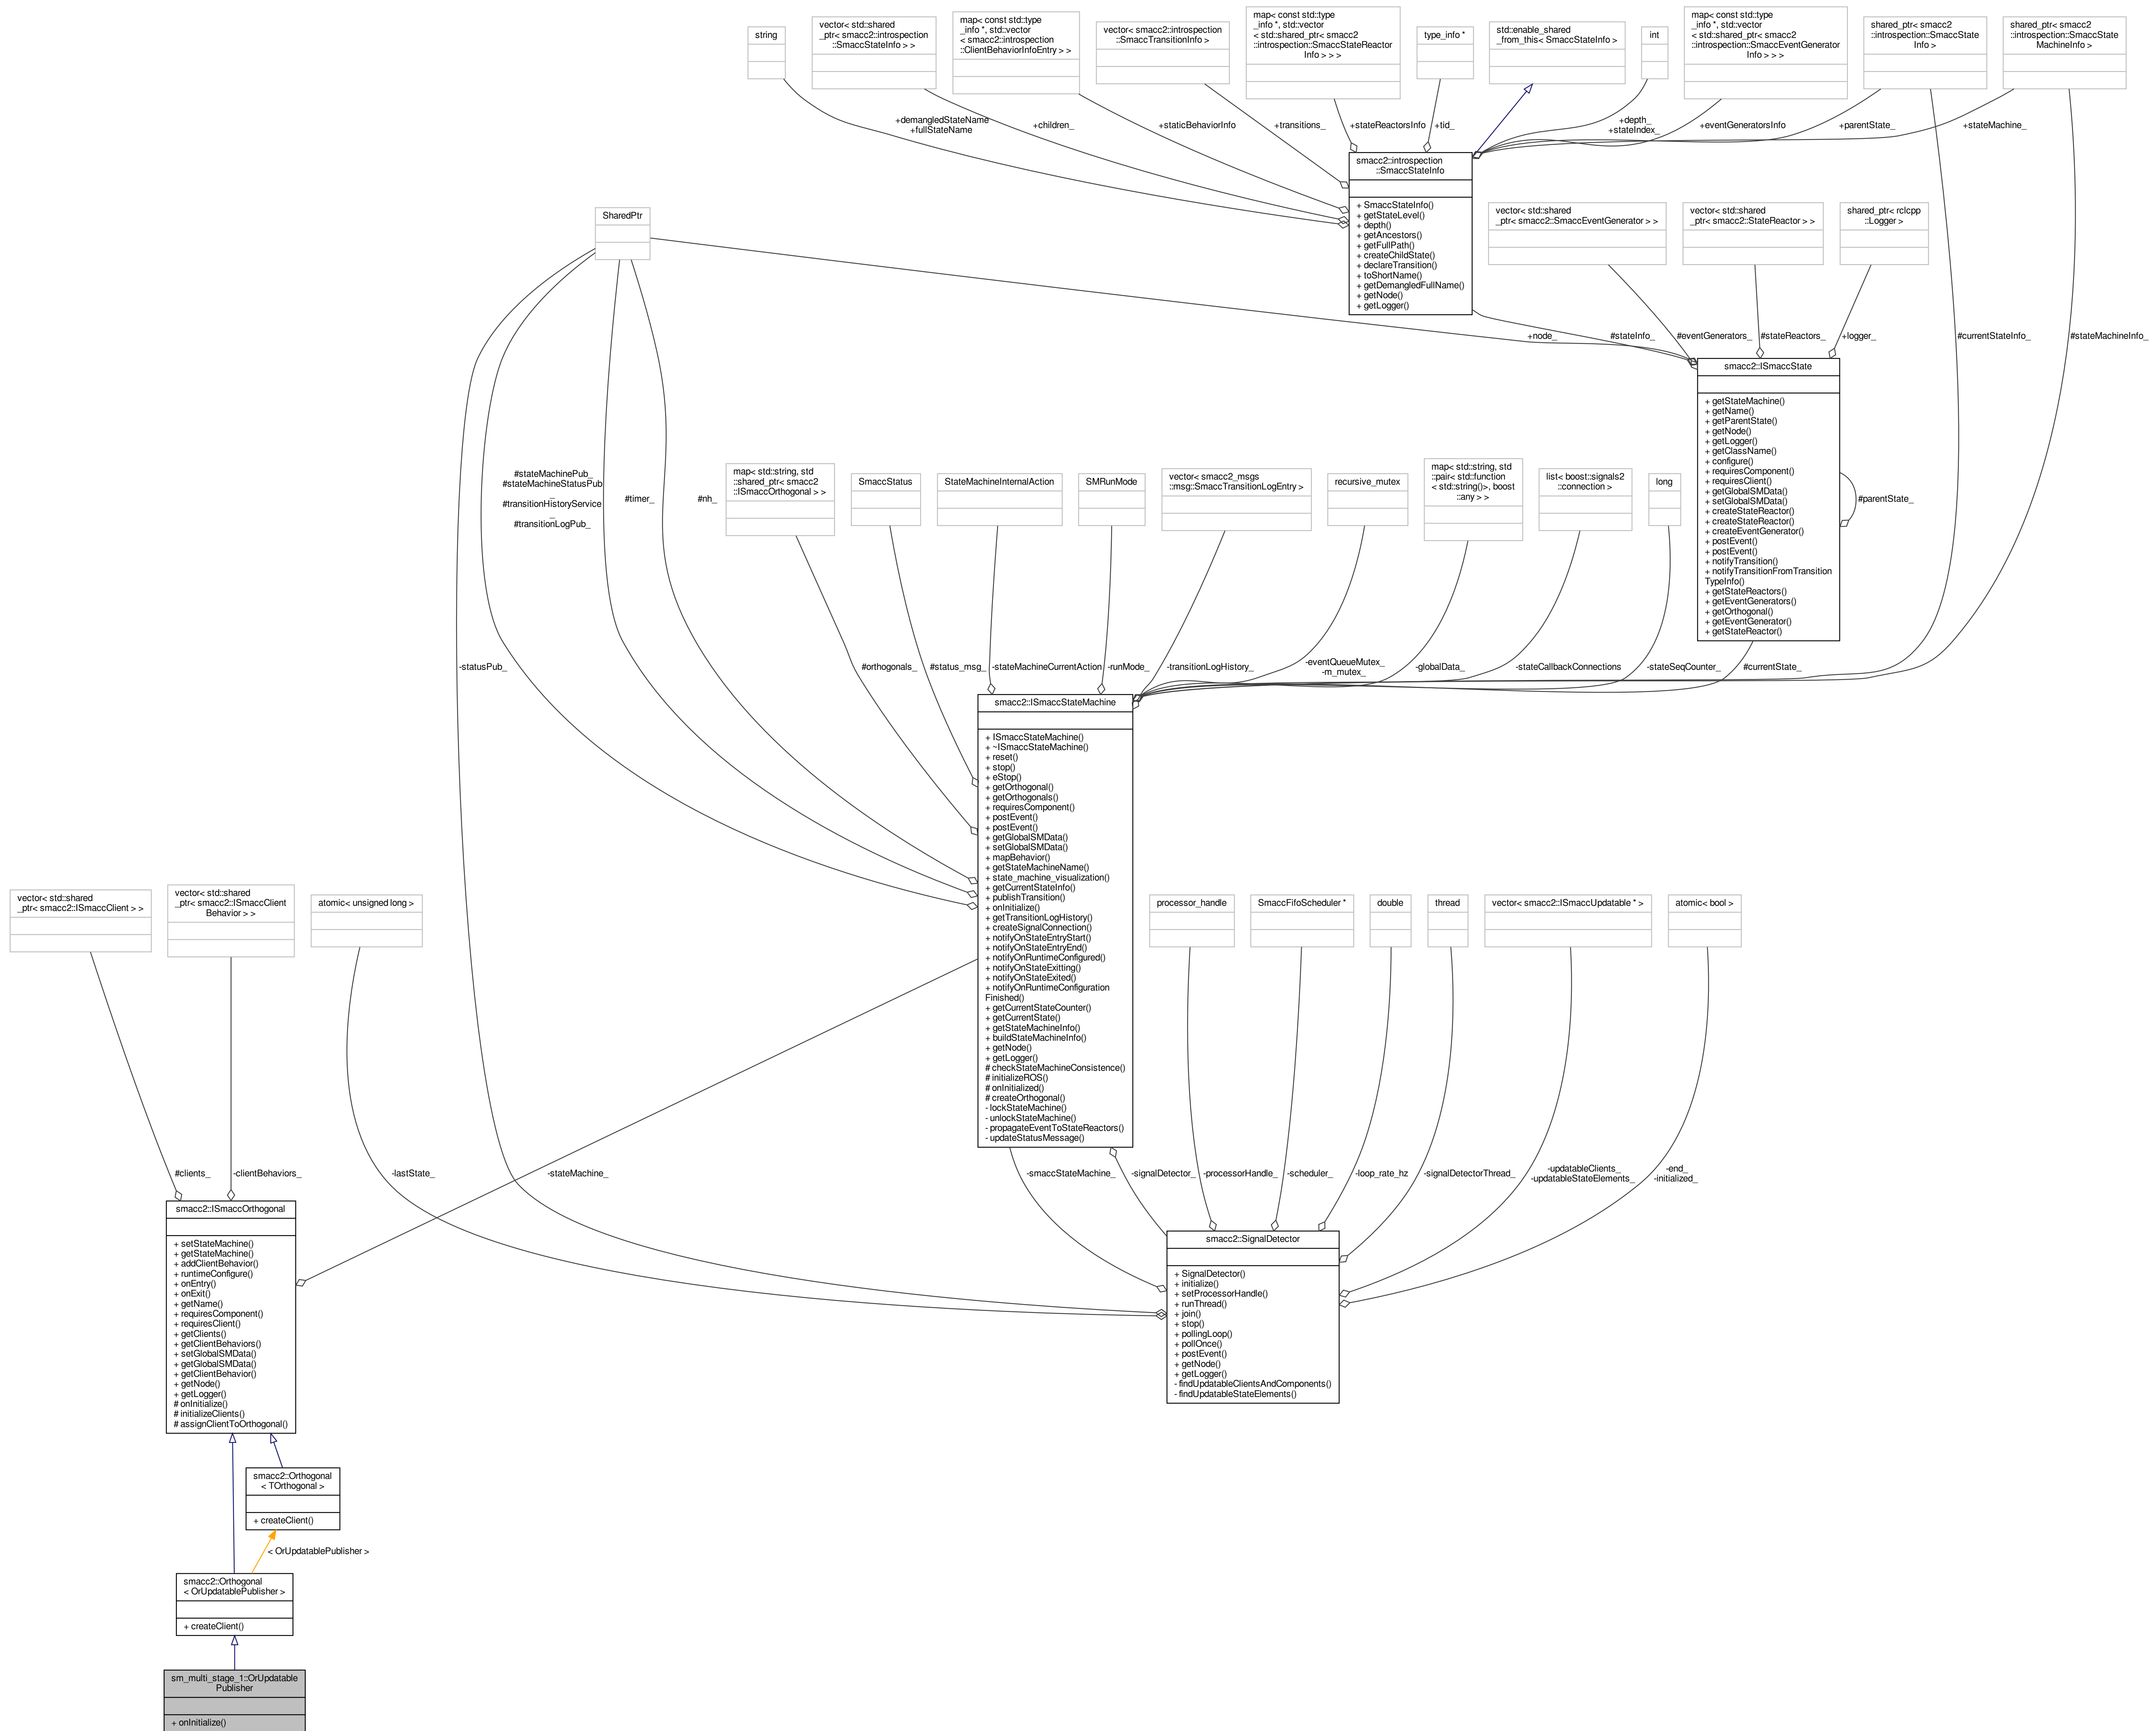 string
vector< std::shared
_ptr< smacc2::introspection
::SmaccStateInfo > >
map< const std::type
_info *, std::vector
< smacc2::introspection
::ClientBehaviorInfoEntry > >
vector< smacc2::introspection
::SmaccTransitionInfo >
map< const std::type
_info *, std::vector
< std::shared_ptr< smacc2
::introspection::SmaccStateReactor
Info > > >
type_info *
std::enable_shared
_from_this< SmaccStateInfo >
int
map< const std::type
_info *, std::vector
< std::shared_ptr< smacc2
::introspection::SmaccEventGenerator
Info > > >
shared_ptr< smacc2
::introspection::SmaccState
Info >
shared_ptr< smacc2
::introspection::SmaccState
MachineInfo >
+demangledStateName
+fullStateName
+children_
+staticBehaviorInfo
+transitions_
+stateReactorsInfo
+tid_
+depth_
+stateIndex_
+eventGeneratorsInfo
+parentState_
+stateMachine_
smacc2::introspection
::SmaccStateInfo
+ SmaccStateInfo()
+ getStateLevel()
+ depth()
+ getAncestors()
+ getFullPath()
+ createChildState()
+ declareTransition()
+ toShortName()
+ getDemangledFullName()
+ getNode()
+ getLogger()
SharedPtr
vector< std::shared
_ptr< smacc2::SmaccEventGenerator > >
vector< std::shared
_ptr< smacc2::StateReactor > >
shared_ptr< rclcpp
::Logger >
+node_
#stateInfo_
#eventGenerators_
#stateReactors_
+logger_
#currentStateInfo_
#stateMachineInfo_
smacc2::ISmaccState
+ getStateMachine()
+ getName()
+ getParentState()
+ getNode()
+ getLogger()
+ getClassName()
+ configure()
+ requiresComponent()
+ requiresClient()
+ getGlobalSMData()
+ setGlobalSMData()
+ createStateReactor()
+ createStateReactor()
+ createEventGenerator()
+ postEvent()
+ postEvent()
+ notifyTransition()
+ notifyTransitionFromTransition
TypeInfo()
+ getStateReactors()
+ getEventGenerators()
+ getOrthogonal()
+ getEventGenerator()
+ getStateReactor()
#parentState_
#stateMachinePub_
#stateMachineStatusPub
_
#transitionHistoryService
_
#transitionLogPub_
#timer_
#nh_
map< std::string, std
::shared_ptr< smacc2
::ISmaccOrthogonal > >
SmaccStatus
StateMachineInternalAction
SMRunMode
vector< smacc2_msgs
::msg::SmaccTransitionLogEntry >
recursive_mutex
map< std::string, std
::pair< std::function
< std::string()>, boost
::any > >
list< boost::signals2
::connection >
long
-statusPub_
#orthogonals_
#status_msg_
-stateMachineCurrentAction
-runMode_
-transitionLogHistory_
-eventQueueMutex_
-m_mutex_
-globalData_
-stateCallbackConnections
-stateSeqCounter_
#currentState_
smacc2::ISmaccStateMachine
+ ISmaccStateMachine()
+ ~ISmaccStateMachine()
+ reset()
+ stop()
+ eStop()
+ getOrthogonal()
+ getOrthogonals()
+ requiresComponent()
+ postEvent()
+ postEvent()
+ getGlobalSMData()
+ setGlobalSMData()
+ mapBehavior()
+ getStateMachineName()
+ state_machine_visualization()
+ getCurrentStateInfo()
+ publishTransition()
+ onInitialize()
+ getTransitionLogHistory()
+ createSignalConnection()
+ notifyOnStateEntryStart()
+ notifyOnStateEntryEnd()
+ notifyOnRuntimeConfigured()
+ notifyOnStateExitting()
+ notifyOnStateExited()
+ notifyOnRuntimeConfiguration
Finished()
+ getCurrentStateCounter()
+ getCurrentState()
+ getStateMachineInfo()
+ buildStateMachineInfo()
+ getNode()
+ getLogger()
# checkStateMachineConsistence()
# initializeROS()
# onInitialized()
# createOrthogonal()
- lockStateMachine()
- unlockStateMachine()
- propagateEventToStateReactors()
- updateStatusMessage()
vector< std::shared
_ptr< smacc2::ISmaccClient > >
vector< std::shared
_ptr< smacc2::ISmaccClient
Behavior > >
atomic< unsigned long >
processor_handle
SmaccFifoScheduler *
double
thread
vector< smacc2::ISmaccUpdatable * >
atomic< bool >
#clients_
-clientBehaviors_
-lastState_
-stateMachine_
-smaccStateMachine_
-signalDetector_
-processorHandle_
-scheduler_
-loop_rate_hz
-signalDetectorThread_
-updatableClients_
-updatableStateElements_
-end_
-initialized_
smacc2::ISmaccOrthogonal
+ setStateMachine()
+ getStateMachine()
+ addClientBehavior()
+ runtimeConfigure()
+ onEntry()
+ onExit()
+ getName()
+ requiresComponent()
+ requiresClient()
+ getClients()
+ getClientBehaviors()
+ setGlobalSMData()
+ getGlobalSMData()
+ getClientBehavior()
+ getNode()
+ getLogger()
# onInitialize()
# initializeClients()
# assignClientToOrthogonal()
smacc2::SignalDetector
+ SignalDetector()
+ initialize()
+ setProcessorHandle()
+ runThread()
+ join()
+ stop()
+ pollingLoop()
+ pollOnce()
+ postEvent()
+ getNode()
+ getLogger()
- findUpdatableClientsAndComponents()
- findUpdatableStateElements()
smacc2::Orthogonal
< TOrthogonal >
+ createClient()
< OrUpdatablePublisher >
smacc2::Orthogonal
< OrUpdatablePublisher >
+ createClient()
sm_multi_stage_1::OrUpdatable
Publisher
+ onInitialize()